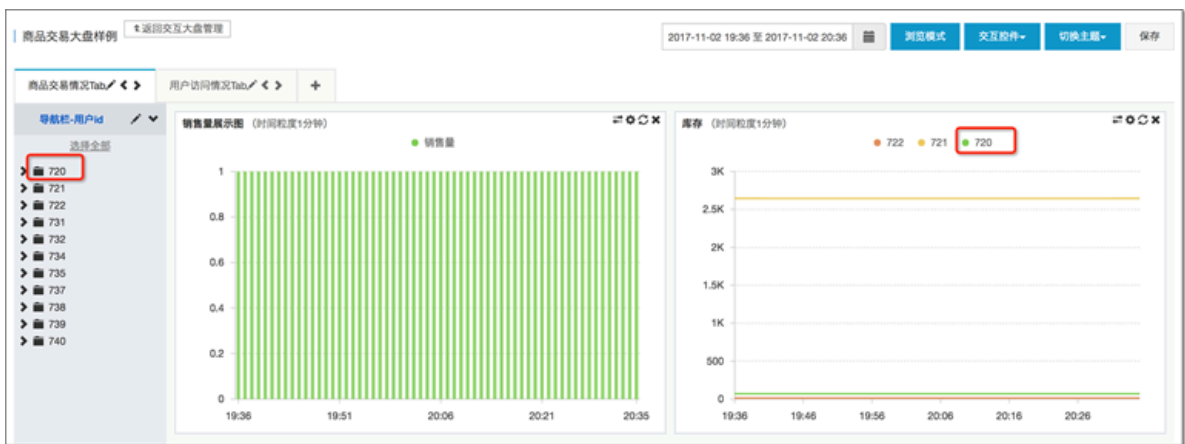 商品交易大盘样例 返回交互大盘管理 2017-11-02 19:36 至 2017-11-02 20:36 浏览模式 交互控件 切换主题 保存
商品交易情况Tab 用户访问情况Tab +
导航栏-用户id
选择全部
720
721
722
731
732
734
735
737
738
739
740
销售量展示图 (时间粒度1分钟)
销售量
1
0.8
0.6
0.4
0.2
0
19:36 19:51 20:06 20:21 20:35
库存 (时间粒度1分钟)
722 721 720
3K
2.5K
2K
1.5K
1K
500
0
19:36 19:46 19:56 20:06 20:16 20:26